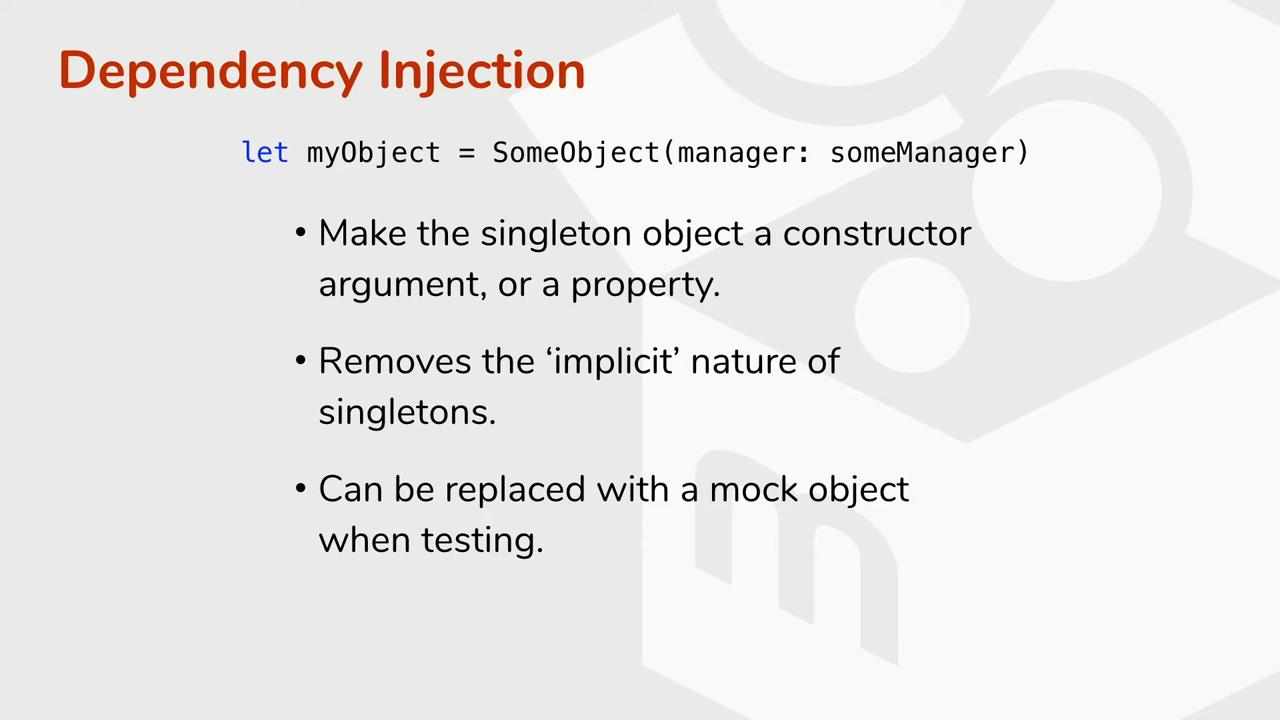 Dependency Injection
let myObject = SomeObject(manager: someManager)
• Make the singleton object a constructor
argument, or a property.
• Removes the ‘implicit’ nature of
singletons.
• Can be replaced with a mock object
when testing.